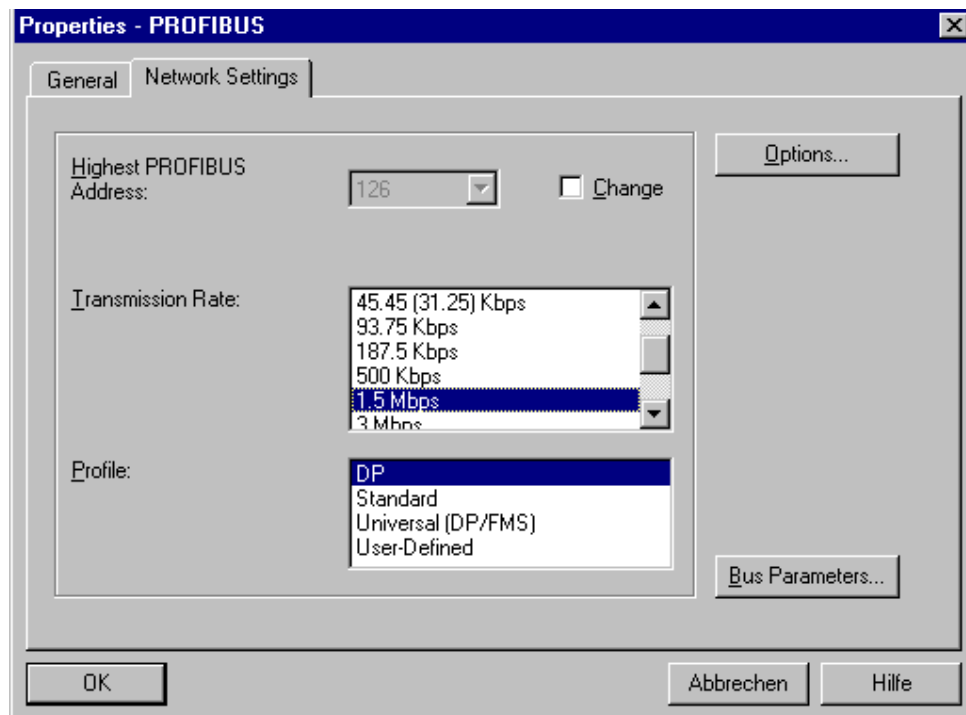 Properties - PROFIBUS
General
Network Settings
Highest PROFIBUS
Address:
126
Change
Options...
Transmission Rate:
45.45 (31.25) Kbps
93.75 Kbps
187.5 Kbps
500 Kbps
1.5 Mbps
3 Mbps
Profile:
DP
Standard
Universal (DP/FMS)
User-Defined
Bus Parameters...
OK
Abbrechen
Hilfe